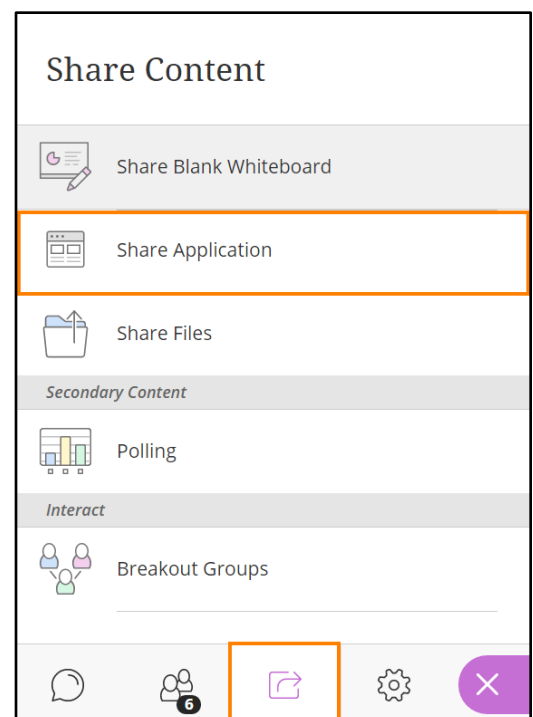 Share Content
Share Blank Whiteboard
Share Application
Share Files
Secondary Content
Polling
Interact
Breakout Groups
6